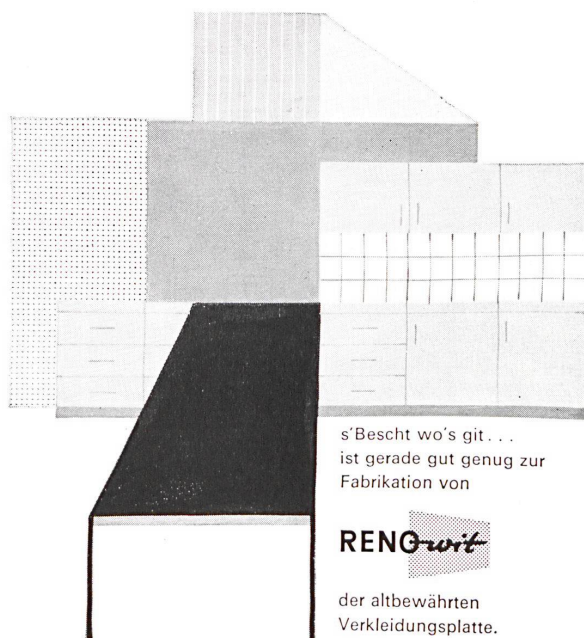 s'Bescht wo's git...
ist gerade gut genug zur
Fabrikation von
RENOwit
der altbewährten
Verkleidungsplatte.